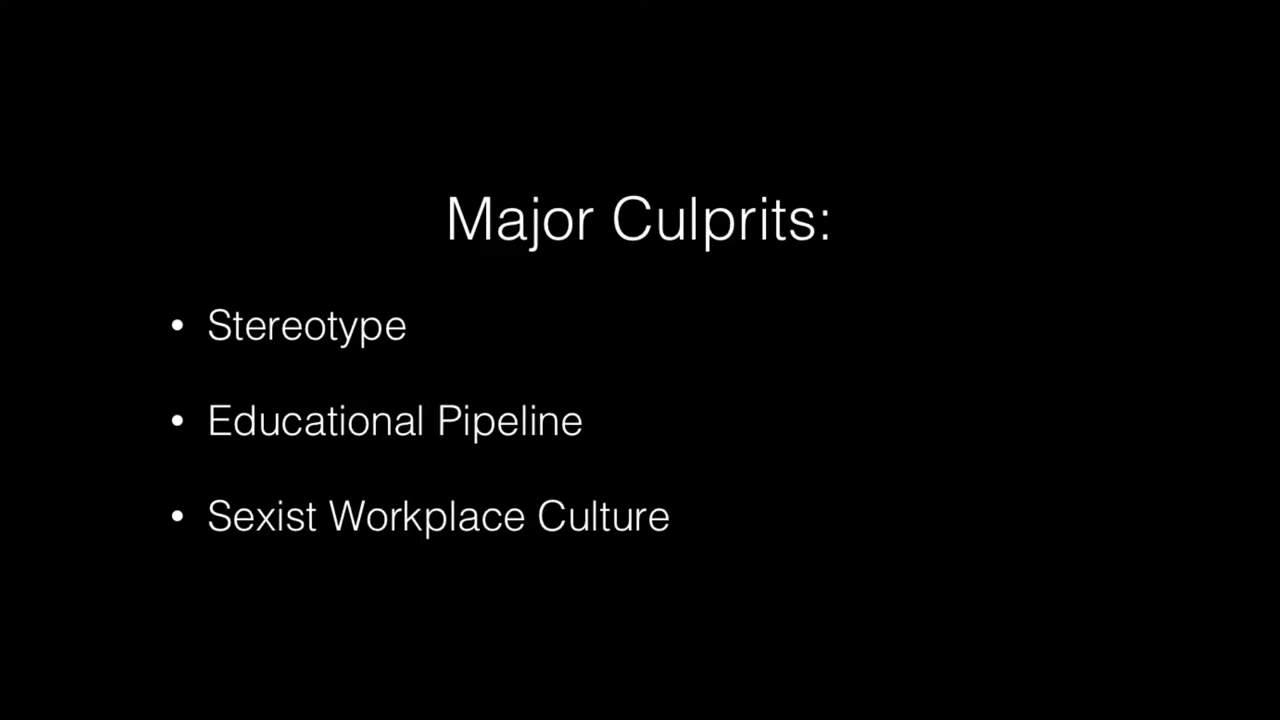 Major Culprits:
• Stereotype
• Educational Pipeline
• Sexist Workplace Culture